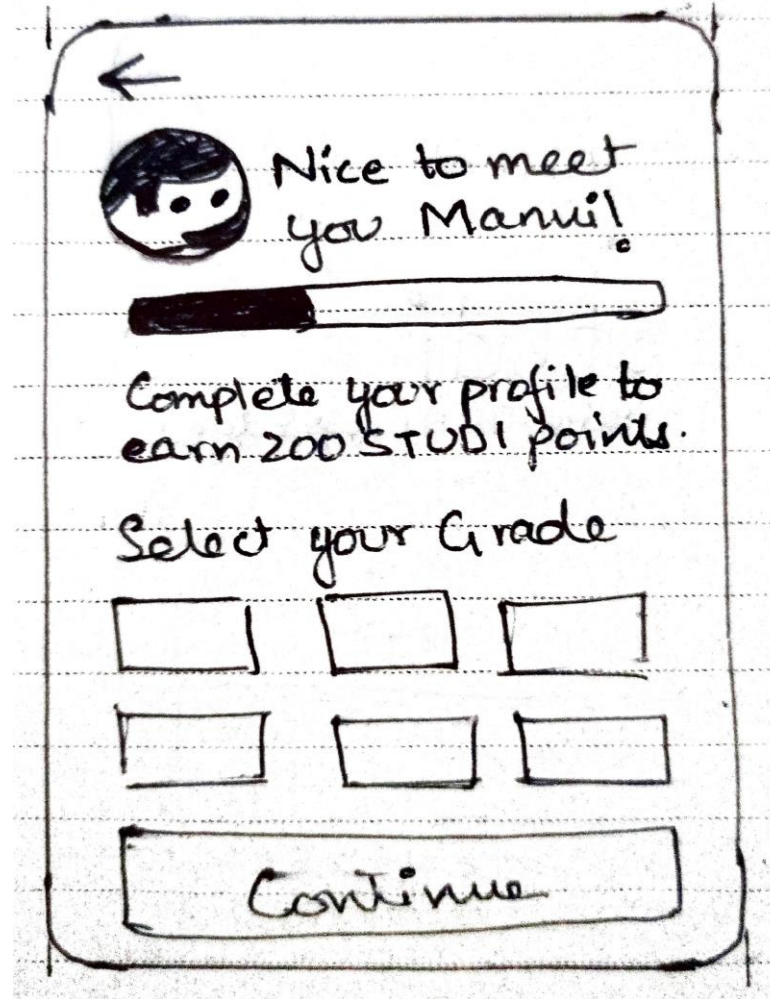 Nice to meet
you Manvi!
Complete your profile to
earn 200 STUDI points.
Select your Grade
Continue